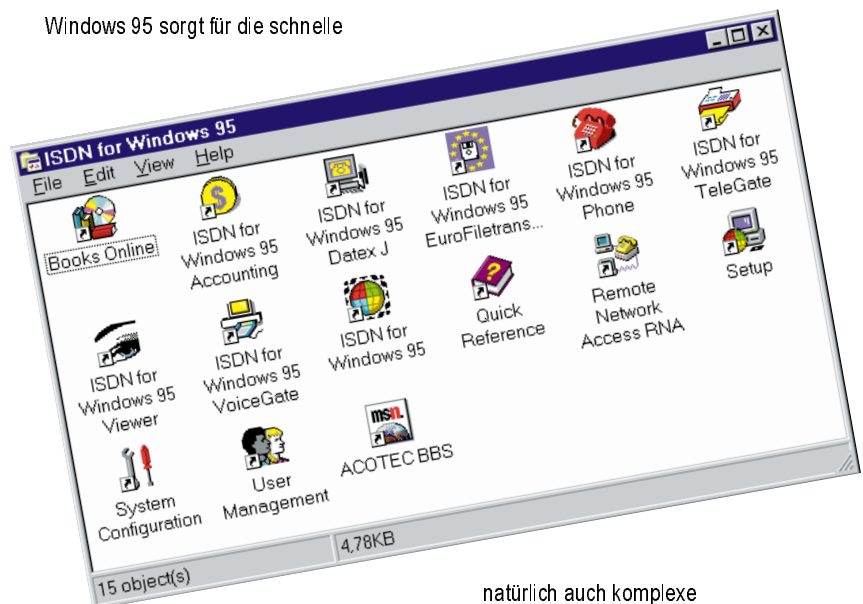 Windows 95 sorgt für die schnelle
ISDN for Windows 95
File Edit View Help
Books Online
ISDN for
Windows 95
Accounting
ISDN for
Windows 95
Datex J
ISDN for
Windows 95
EuroFiletrans...
ISDN for
Windows 95
Phone
ISDN for
Windows 95
TeleGate
ISDN for
Windows 95
Viewer
ISDN for
Windows 95
VoiceGate
ISDN for
Windows 95
Quick
Reference
Remote
Network
Access RNA
Setup
System
Configuration
User
Management
msn.
ACOTEC BBS
15 object(s)
4,78KB
natürlich auch komplexe